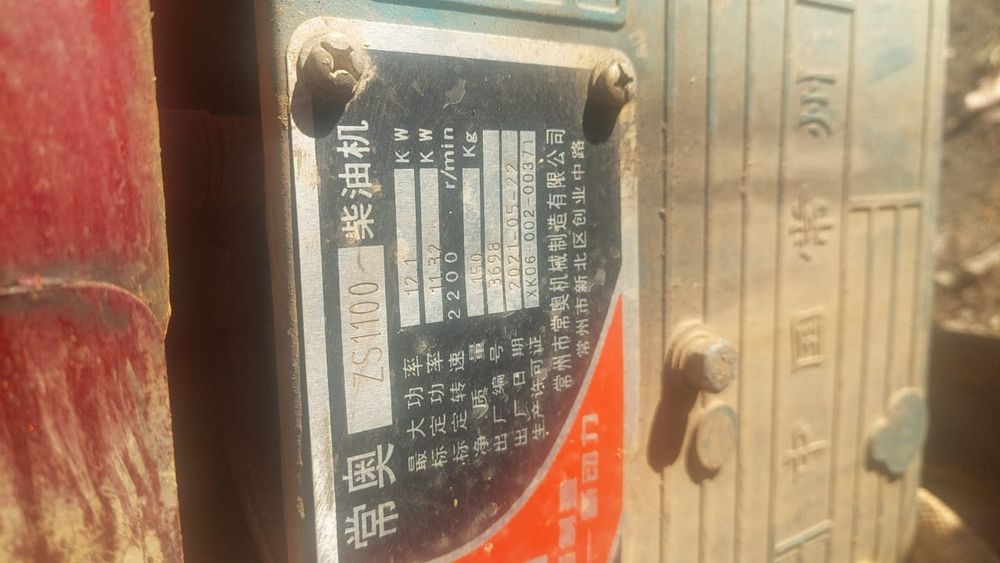 常奥 ZS1100- 柴油机
最大功率 12.1 KW
标定功率 11.32 KW
标定转速 2200 r/min
净质量 150 Kg
出厂编号 3698
出厂日期 2021-05-22
生产许可证 XK06-002-00371
常州市常奥机械制造有限公司
常州市新北区创业中路
动力
中国常州